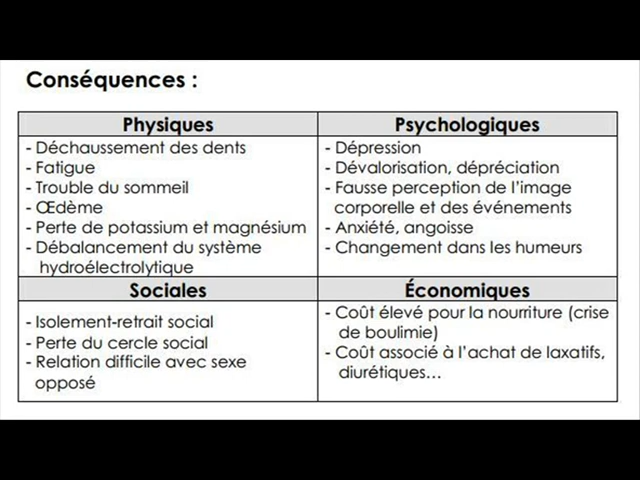 Conséquences :
Physiques
- Déchaussement des dents
- Fatigue
- Trouble du sommeil
- Œdème
- Perte de potassium et magnésium
- Débalancement du système
hydroélectrolytique
Psychologiques
- Dépression
- Dévalorisation, dépréciation
- Fausse perception de l'image
corporelle et des événements
- Anxiété, angoisse
- Changement dans les humeurs
Sociales
- Isolement-retrait social
- Perte du cercle social
- Relation difficile avec sexe
opposé
Économiques
- Coût élevé pour la nourriture (crise
de boulimie)
- Coût associé à l'achat de laxatifs,
diurétiques…